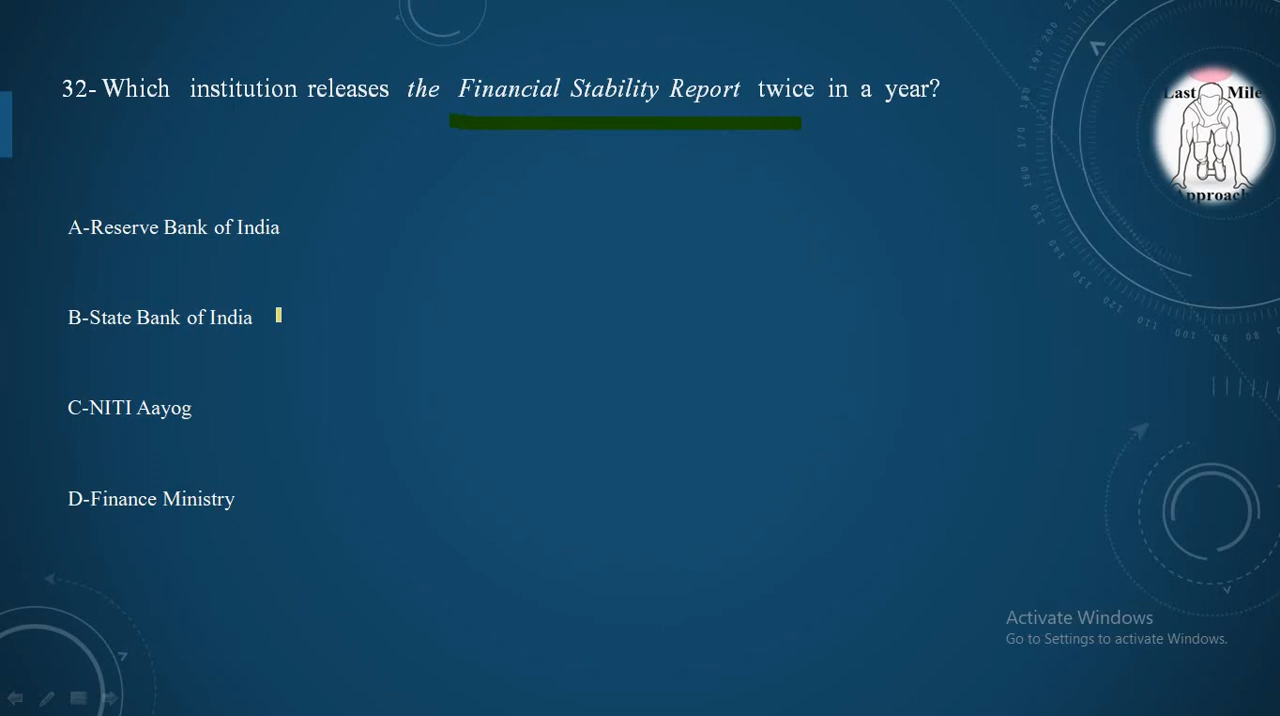 32- Which institution releases the Financial Stability Report twice in a year?
Last Mile
Approach
A-Reserve Bank of India
B-State Bank of India
C-NITI Aayog
D-Finance Ministry
Activate Windows
Go to Settings to activate Windows.